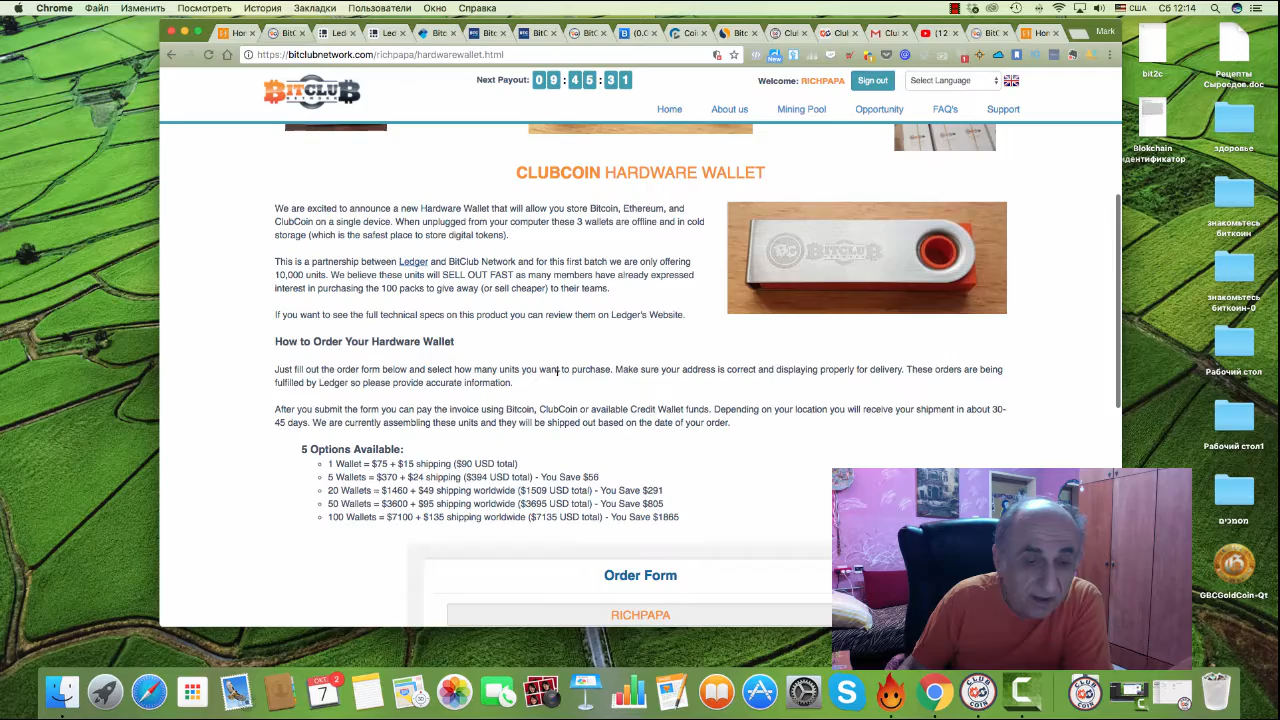 Chrome Файл Изменить Посмотреть История Закладки Пользователи Окно Справка
Сб 12:14
Mark
https://bitclubnetwork.com/richpapa/hardwarewallet.html
BITCLUB
NETWORK
Next Payout: 09:45:31
Welcome: RICHPAPA
Sign out
Select Language
Home About us Mining Pool Opportunity FAQ's Support
CLUBCOIN HARDWARE WALLET
We are excited to announce a new Hardware Wallet that will allow you store Bitcoin, Ethereum, and
ClubCoin on a single device. When unplugged from your computer these 3 wallets are offline and in cold
storage (which is the safest place to store digital tokens).
This is a partnership between Ledger and BitClub Network and for this first batch we are only offering
10,000 units. We believe these units will SELL OUT FAST as many members have already expressed
interest in purchasing the 100 packs to give away (or sell cheaper) to their teams.
If you want to see the full technical specs on this product you can review them on Ledger's Website.
BITCLUB
How to Order Your Hardware Wallet
Just fill out the order form below and select how many units you want to purchase. Make sure your address is correct and displaying properly for delivery. These orders are being
fulfilled by Ledger so please provide accurate information.
After you submit the form you can pay the invoice using Bitcoin, ClubCoin or available Credit Wallet funds. Depending on your location you will receive your shipment in about 30-
45 days. We are currently assembling these units and they will be shipped out based on the date of your order.
5 Options Available:
1 Wallet = $75 + $15 shipping ($90 USD total)
5 Wallets = $370 + $24 shipping ($394 USD total) - You Save $56
20 Wallets = $1460 + $49 shipping worldwide ($1509 USD total) - You Save $291
50 Wallets = $3600 + $95 shipping worldwide ($3695 USD total) - You Save $805
100 Wallets = $7100 + $135 shipping worldwide ($7135 USD total) - You Save $1865
Order Form
RICHPAPA
bit2c
Рецепты
Сыроедов.doc
Blokchain
идентификатор
здоровье
знакомьтесь
биткоин
знакомьтесь
биткоин-0
Рабочий стол
Рабочий стол1
מסמכים
GBCGoldCoin-Qt
ОКТ.
7
2